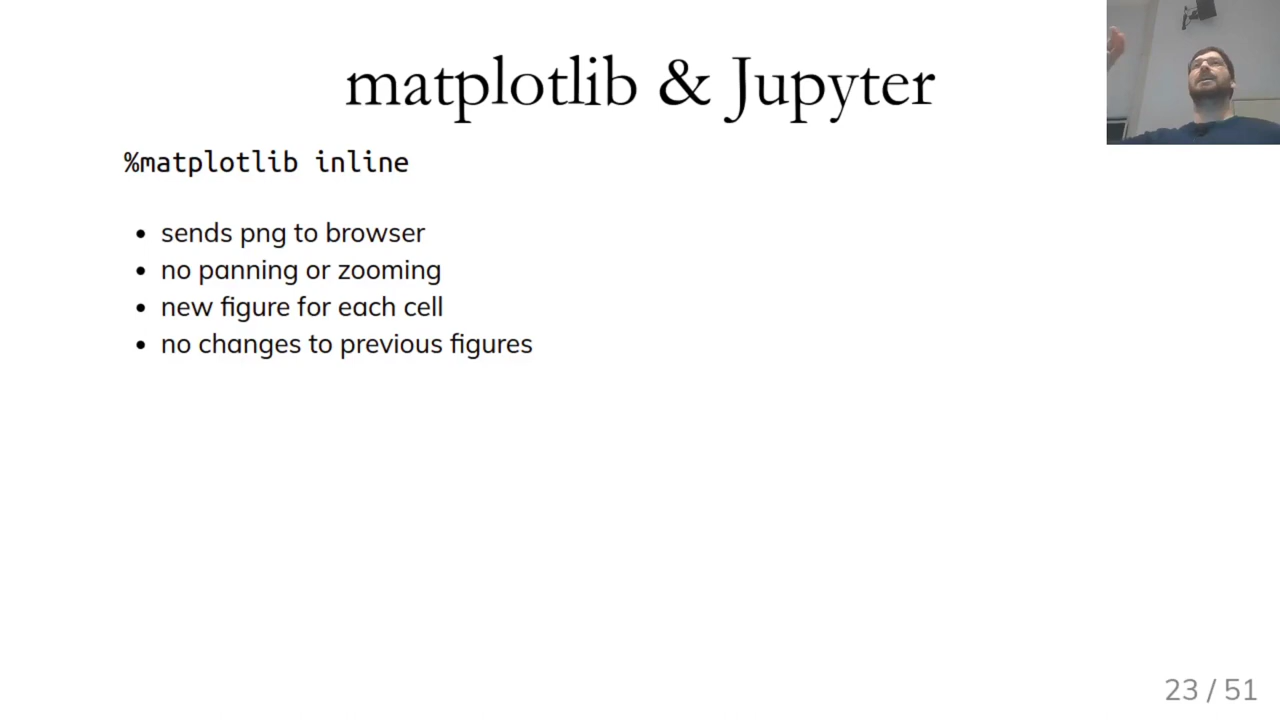 matplotlib & Jupyter
%matplotlib inline
• sends png to browser
• no panning or zooming
• new figure for each cell
• no changes to previous figures
23 / 51